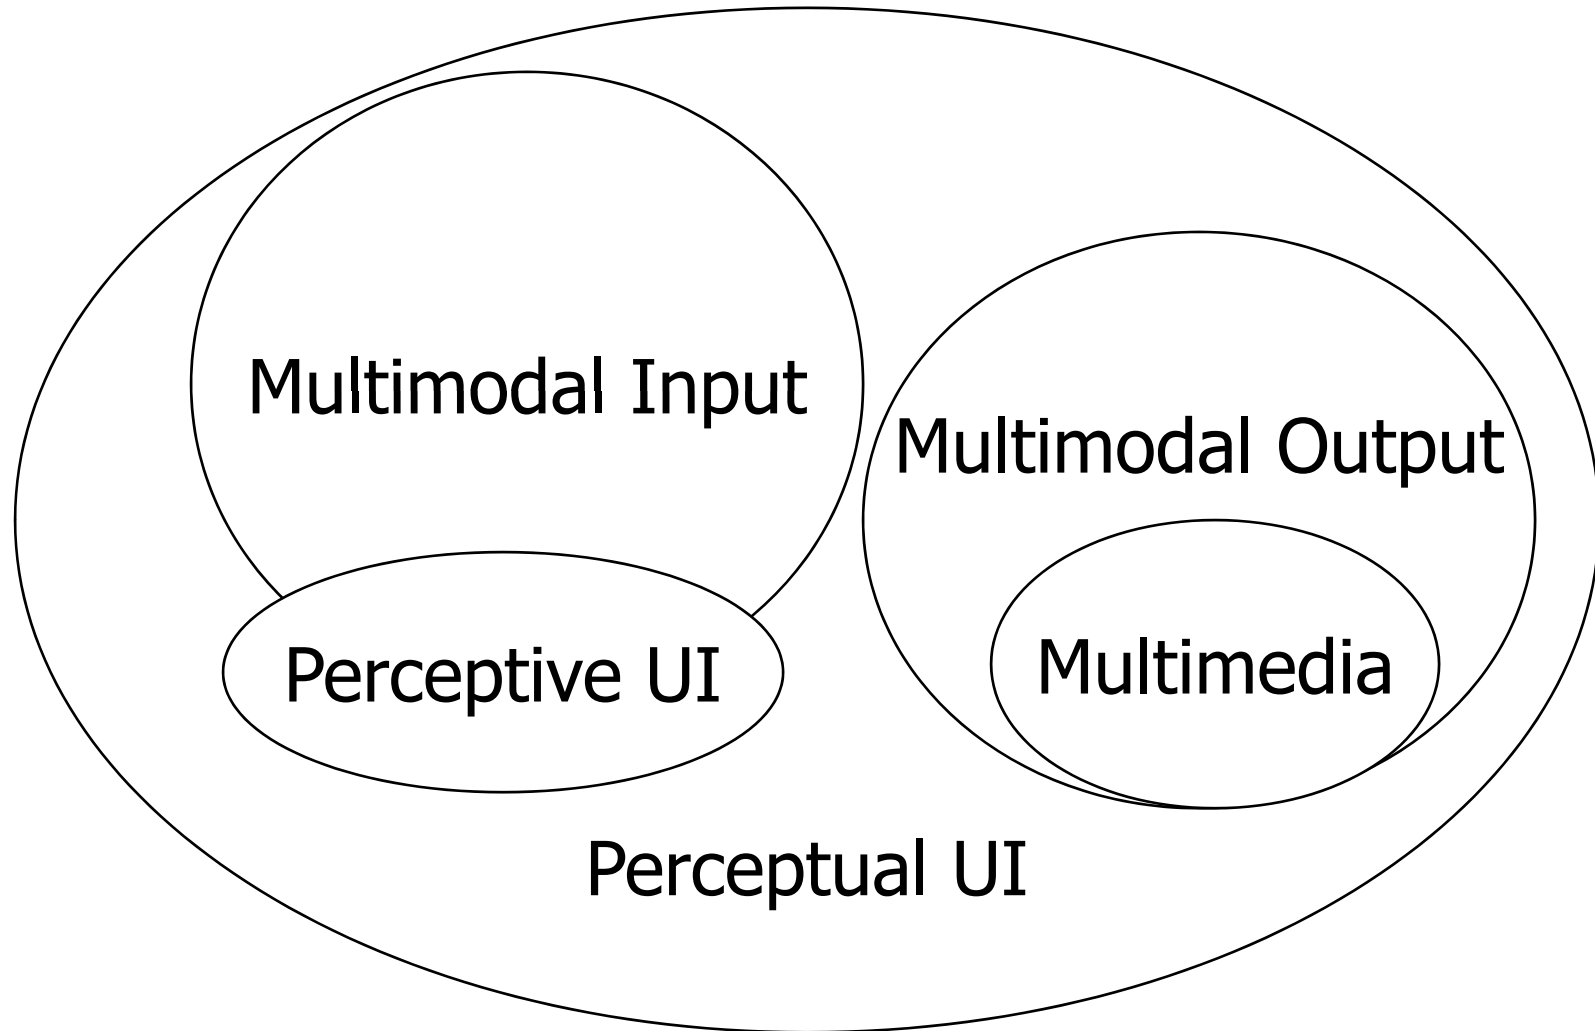 Multimodal Input
Multimodal Output
Perceptive UI
Multimedia
Perceptual UI